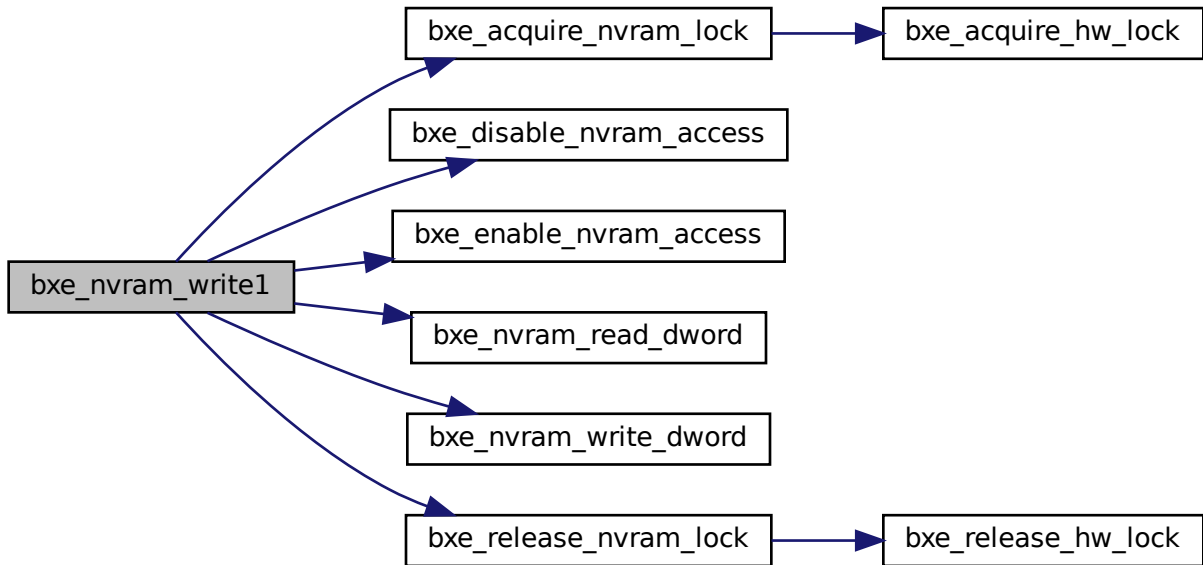 bxe_acquire_nvram_lock
bxe_acquire_hw_lock
bxe_disable_nvram_access
bxe_enable_nvram_access
bxe_nvram_write1
bxe_nvram_read_dword
bxe_nvram_write_dword
bxe_release_nvram_lock
bxe_release_hw_lock